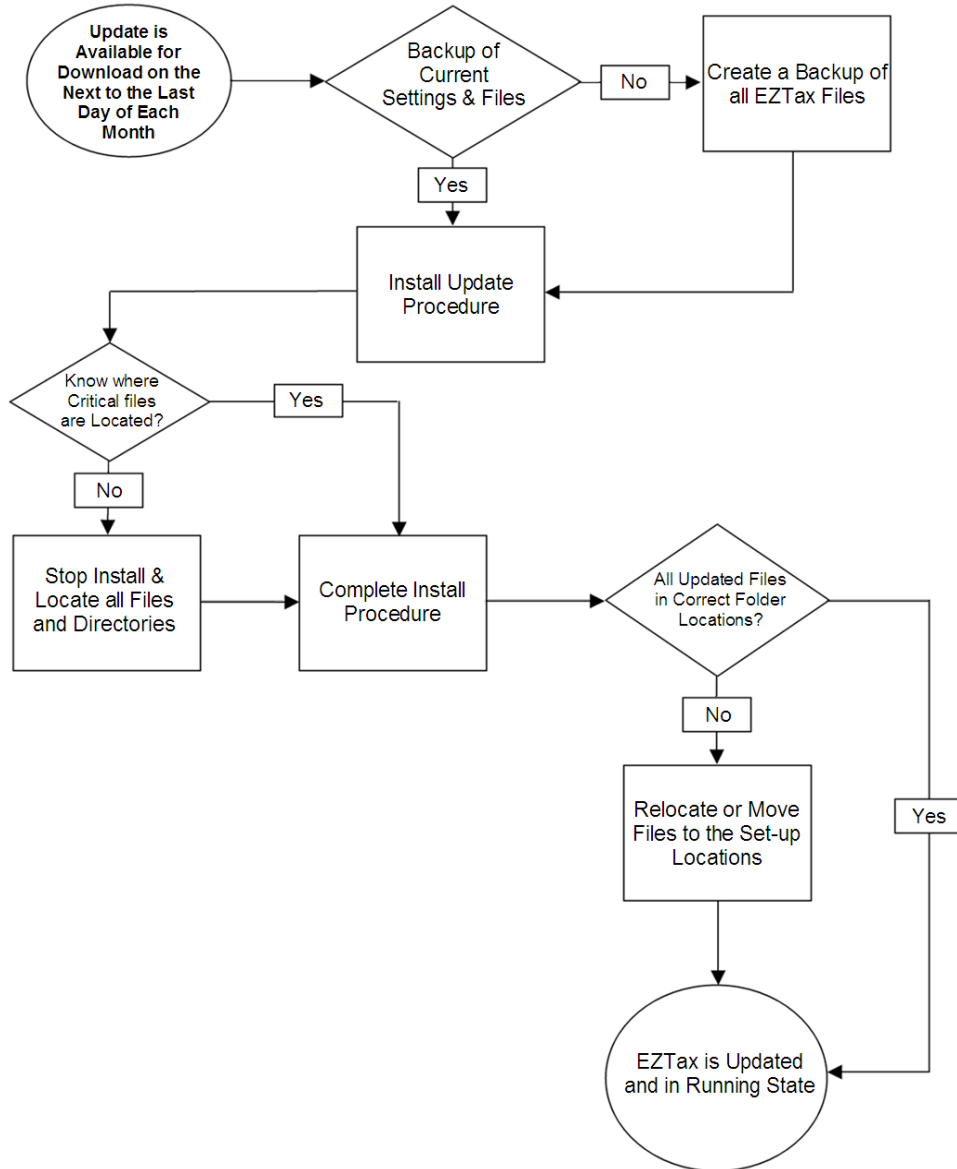 Update is
Available for
Download on the
Next to the Last
Day of Each
Month
Backup of
Current
Settings & Files
No
Create a Backup of
all EZTax Files
Yes
Install Update
Procedure
Know where
Critical files
are Located?
Yes
No
Stop Install &
Locate all Files
and Directories
Complete Install
Procedure
All Updated Files
in Correct Folder
Locations?
No
Yes
Relocate or Move
Files to the Set-up
Locations
EZTax is Updated
and in Running State